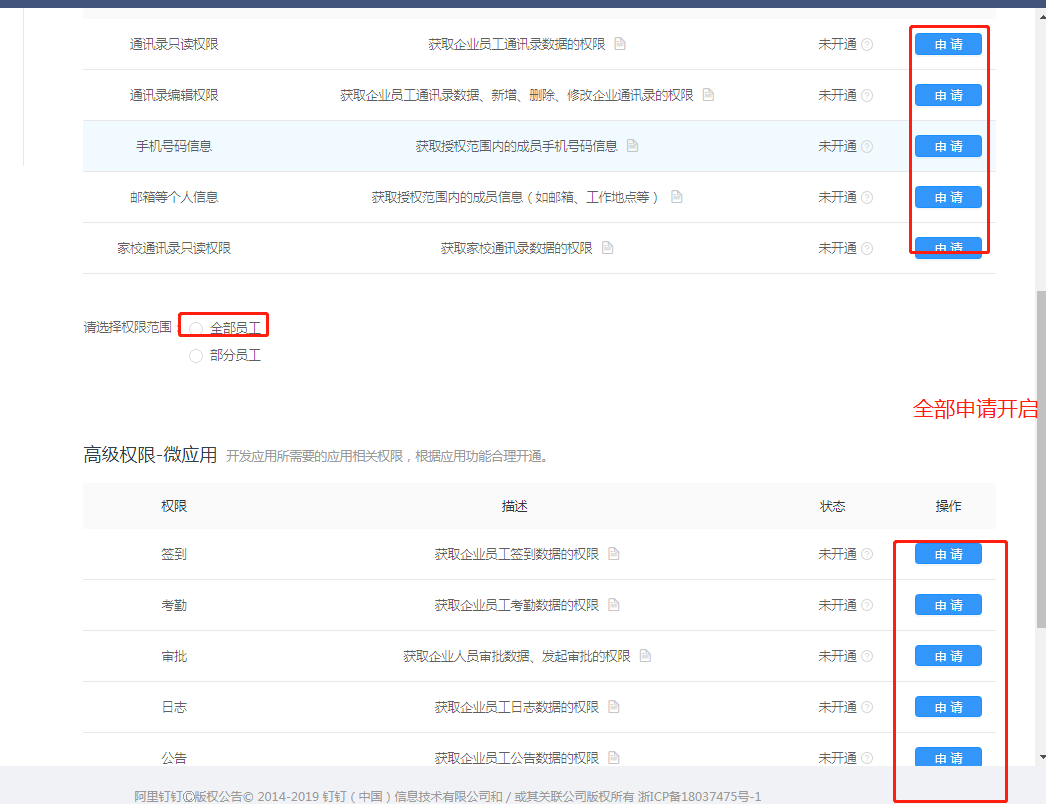 通讯录只读权限 获取企业员工通讯录数据的权限 未开通 申 请
通讯录编辑权限 获取企业员工通讯录数据、新增、删除、修改企业通讯录的权限 未开通 申 请
手机号码信息 获取授权范围内的成员手机号码信息 未开通 申 请
邮箱等个人信息 获取授权范围内的成员信息（如邮箱、工作地点等） 未开通 申 请
家校通讯录只读权限 获取家校通讯录数据的权限 未开通 申 请
请选择权限范围： 全部员工
部分员工
全部申请开启
高级权限-微应用 开发应用所需要的应用相关权限，根据应用功能合理开通。
权限 描述 状态 操作
签到 获取企业员工签到数据的权限 未开通 申 请
考勤 获取企业员工考勤数据的权限 未开通 申 请
审批 获取企业人员审批数据、发起审批的权限 未开通 申 请
日志 获取企业员工日志数据的权限 未开通 申 请
公告 获取企业员工公告数据的权限 未开通 申 请
阿里钉钉©版权公告© 2014-2019 钉钉（中国）信息技术有限公司和 / 或其关联公司版权所有 浙ICP备18037475号-1